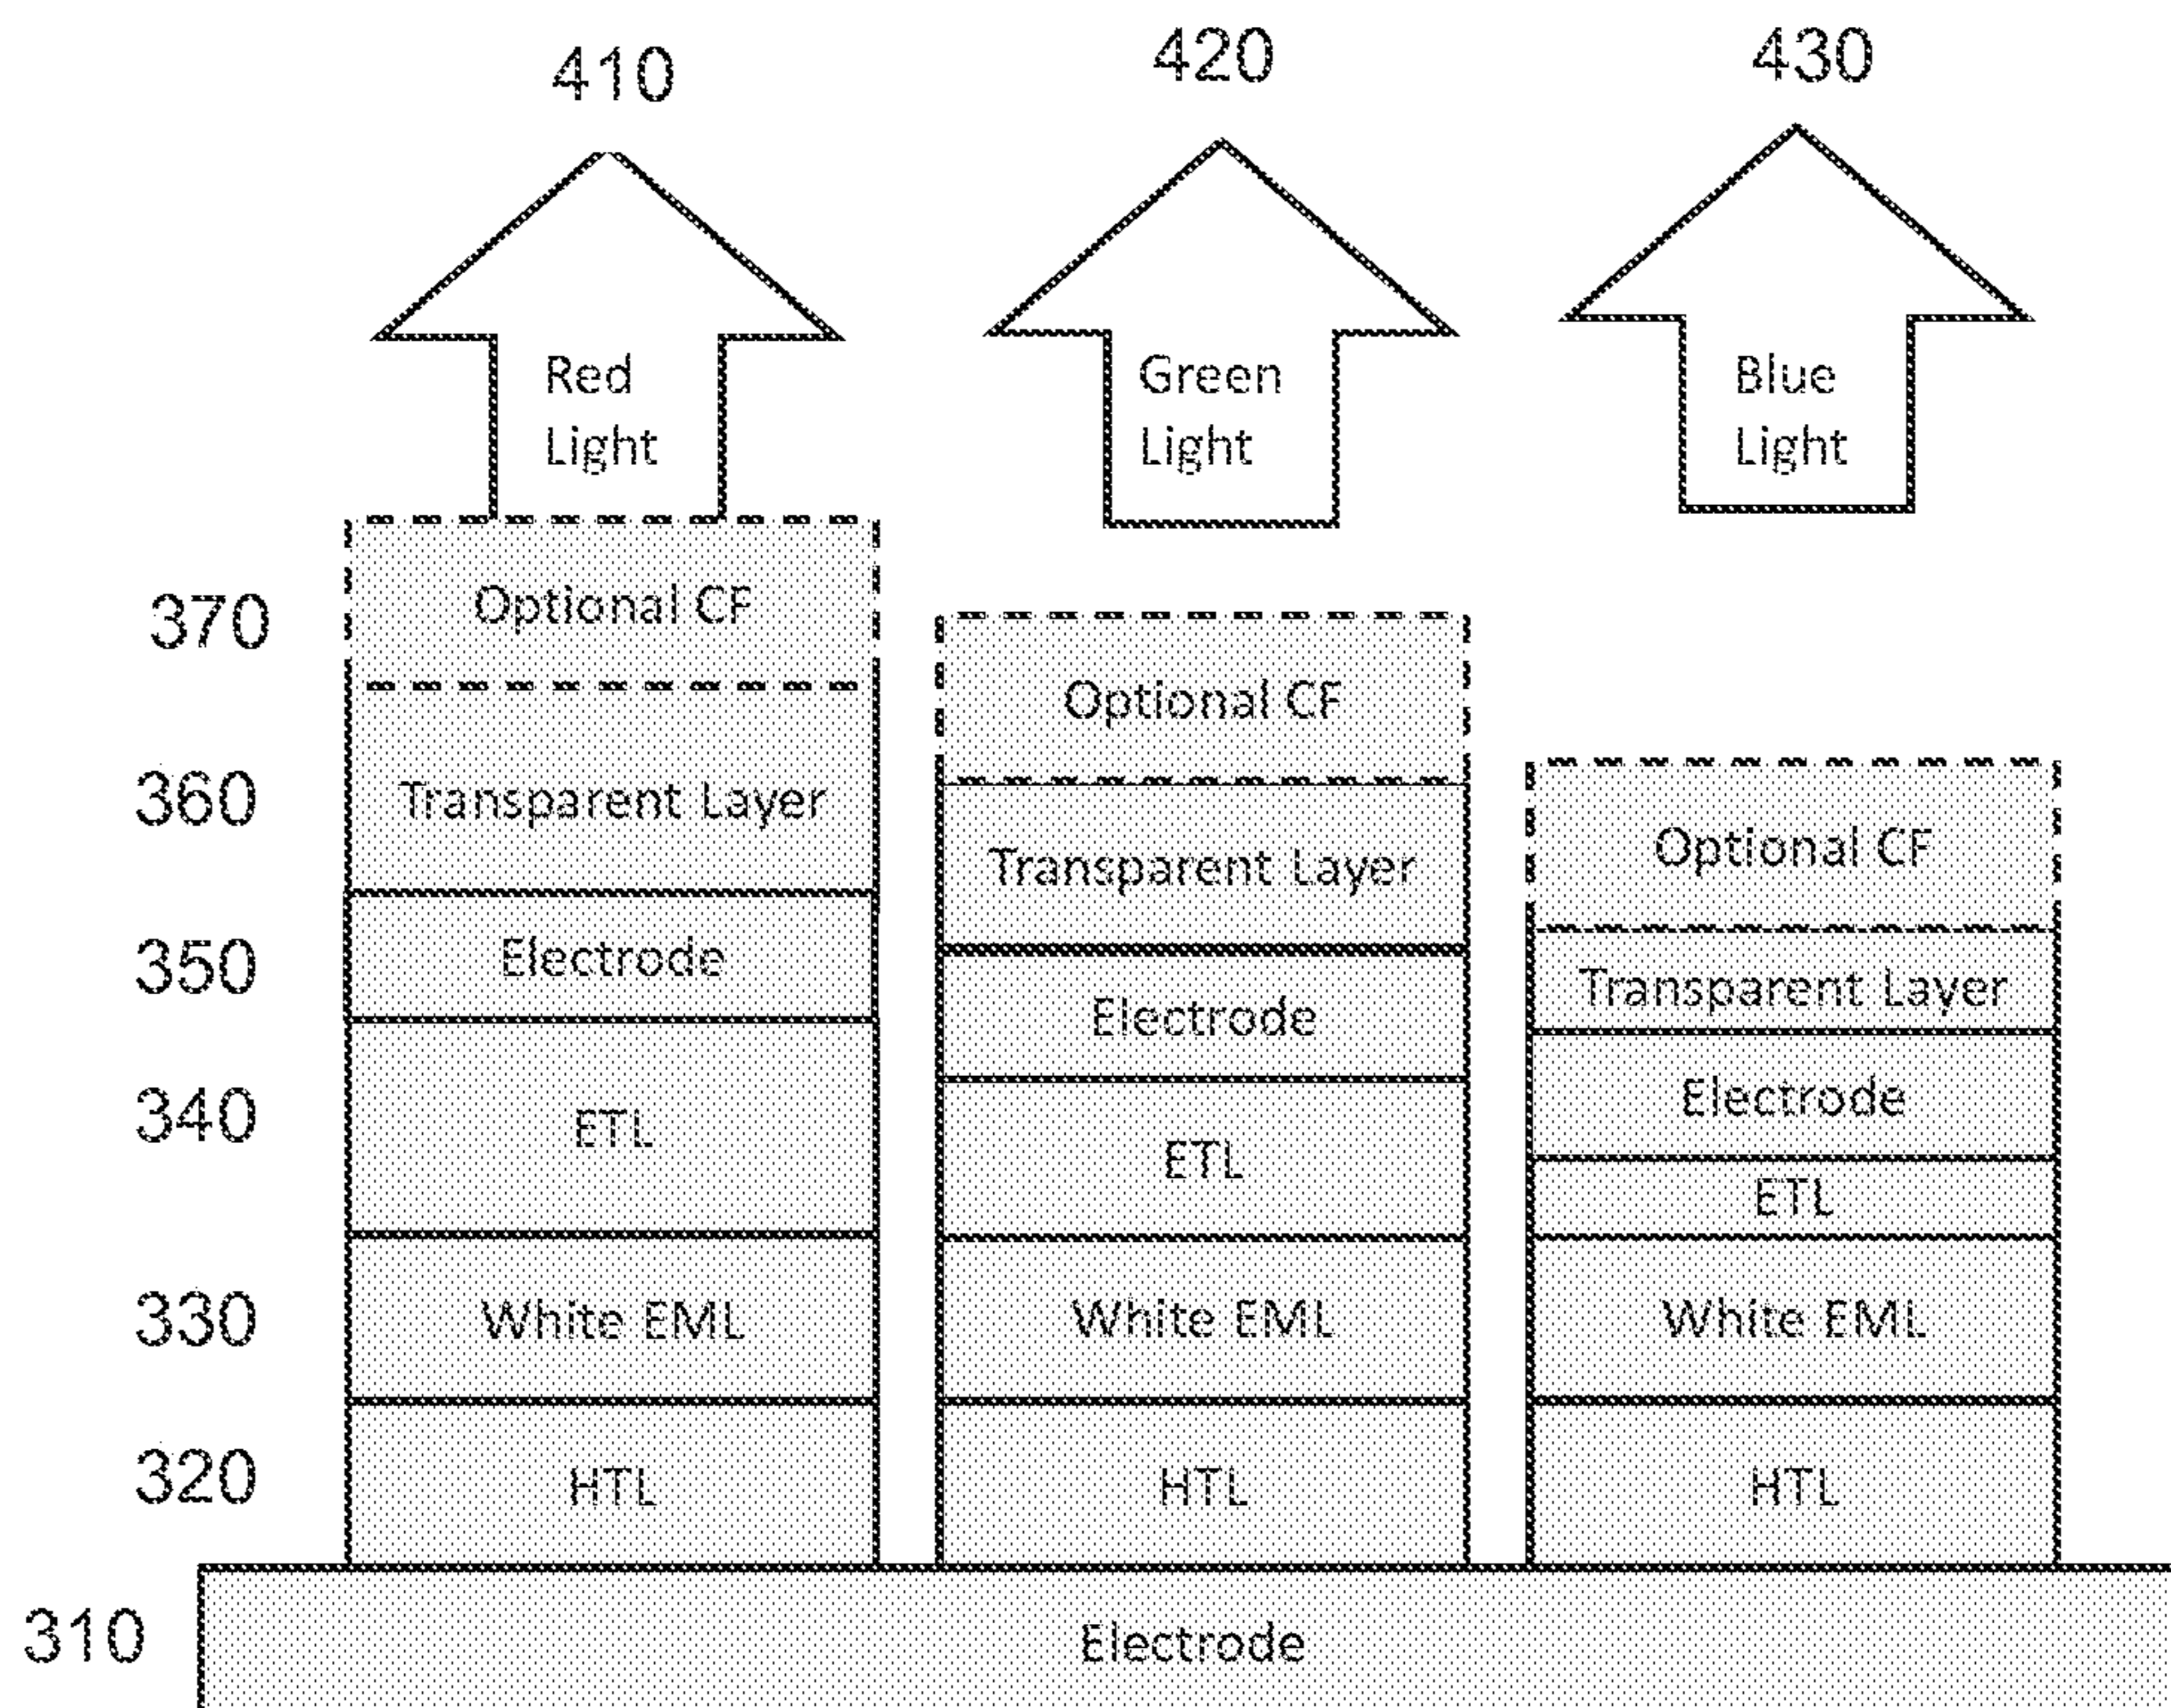 410
420
430
Red
Light
Green
Light
Blue
Light
370
Optional CF
Optional CF
360
Transparent Layer
Transparent Layer
Optional CF
350
Electrode
Electrode
Transparent Layer
340
ETL
ETL
Electrode
ETL
330
White EML
White EML
White EML
320
HTL
HTL
HTL
310
Electrode